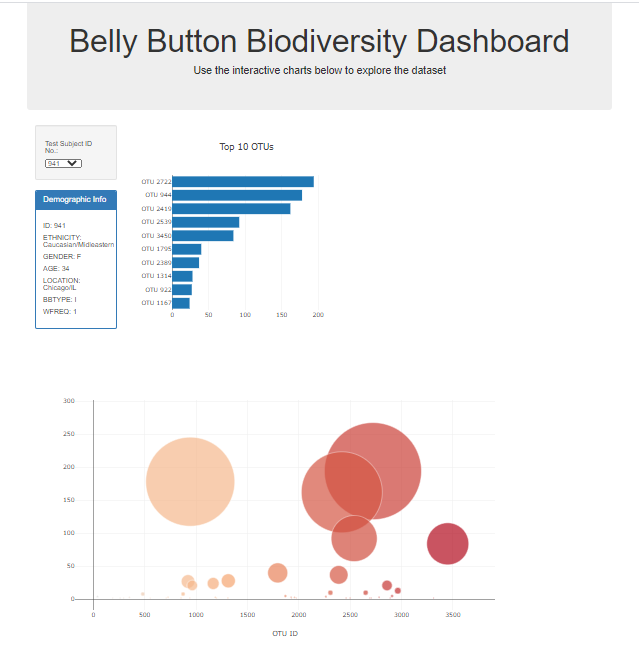 Belly Button Biodiversity Dashboard
Use the interactive charts below to explore the dataset
Test Subject ID
No.:
941
Demographic Info
ID: 941
ETHNICITY:
Caucasian/Midleastern
GENDER: F
AGE: 34
LOCATION:
Chicago/IL
BBTYPE: I
WFREQ: 1
Top 10 OTUs
OTU 2722
OTU 944
OTU 2419
OTU 2539
OTU 3450
OTU 1795
OTU 2389
OTU 1314
OTU 922
OTU 1167
0 50 100 150 200
300
250
200
150
100
50
0
0 500 1000 1500 2000 2500 3000 3500
OTU ID